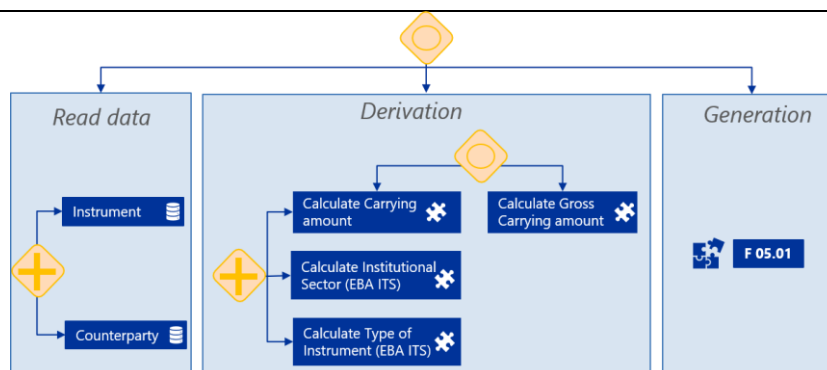 Read data
Derivation
Generation
Instrument
Counterparty
Calculate Carrying
amount
Calculate Gross
Carrying amount
Calculate Institutional
Sector (EBA ITS)
Calculate Type of
Instrument (EBA ITS)
F 05.01